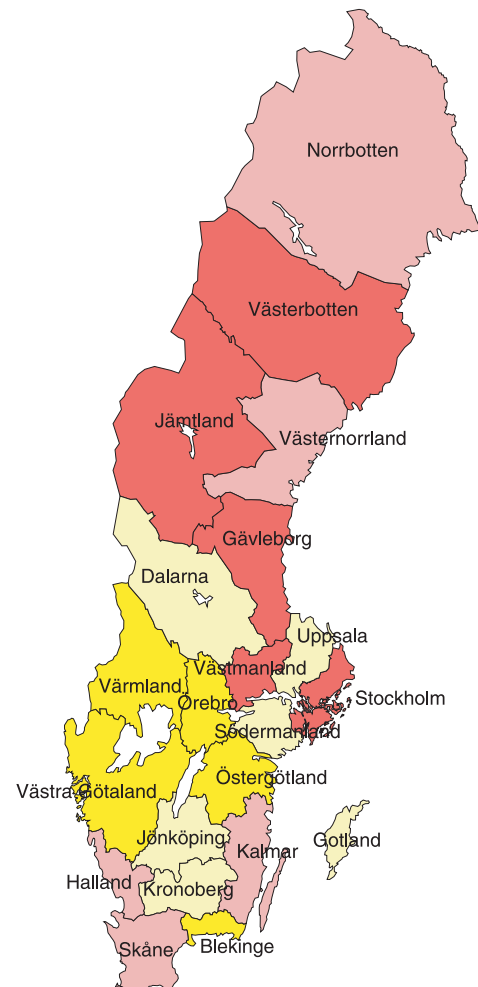 Norrbotten
Västerbotten
Jämtland
Västernorrland
Gävleborg
Dalarna
Uppsala
Västmanland
Värmland
Örebro
Stockholm
Södermanland
Östergötland
Västra Götaland
Jönköping
Gotland
Kalmar
Halland
Kronoberg
Blekinge
Skåne